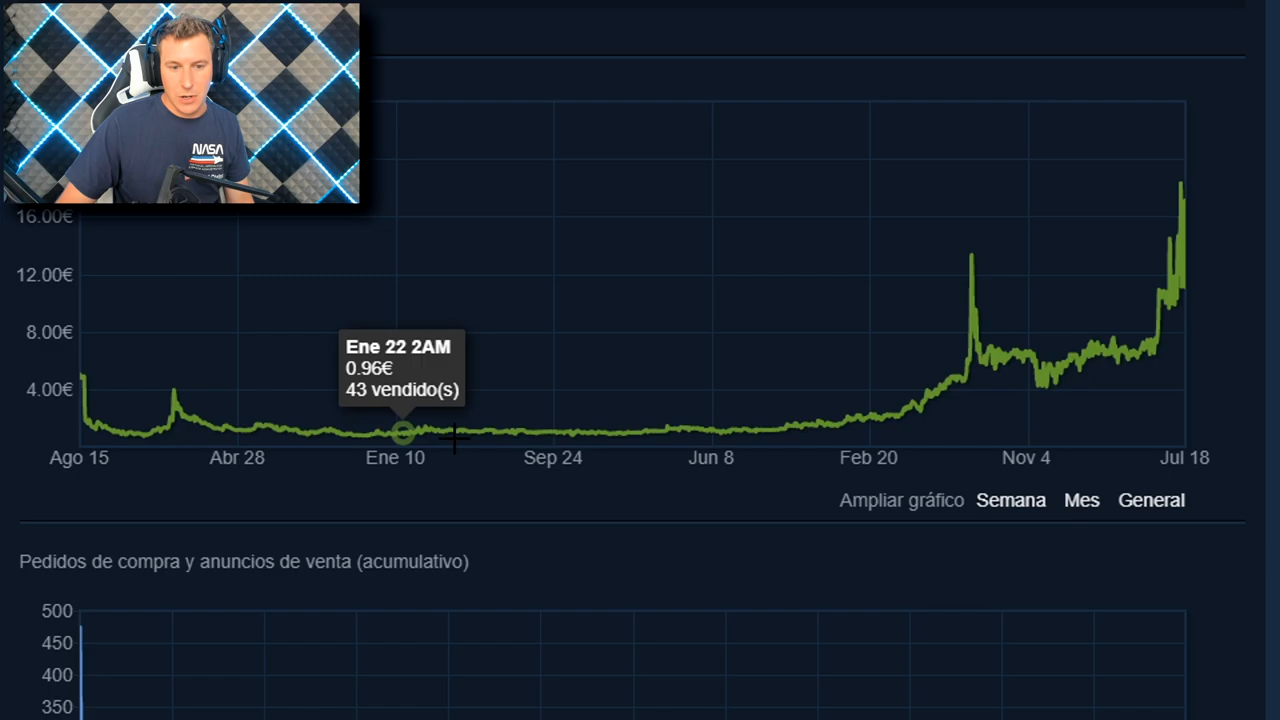 NASA
16.00€
12.00€
8.00€
4.00€
Ene 22 2AM
0.96€
43 vendido(s)
Ago 15 Abr 28 Ene 10 Sep 24 Jun 8 Feb 20 Nov 4 Jul 18
Ampliar gráfico Semana Mes General
Pedidos de compra y anuncios de venta (acumulativo)
500
450
400
350